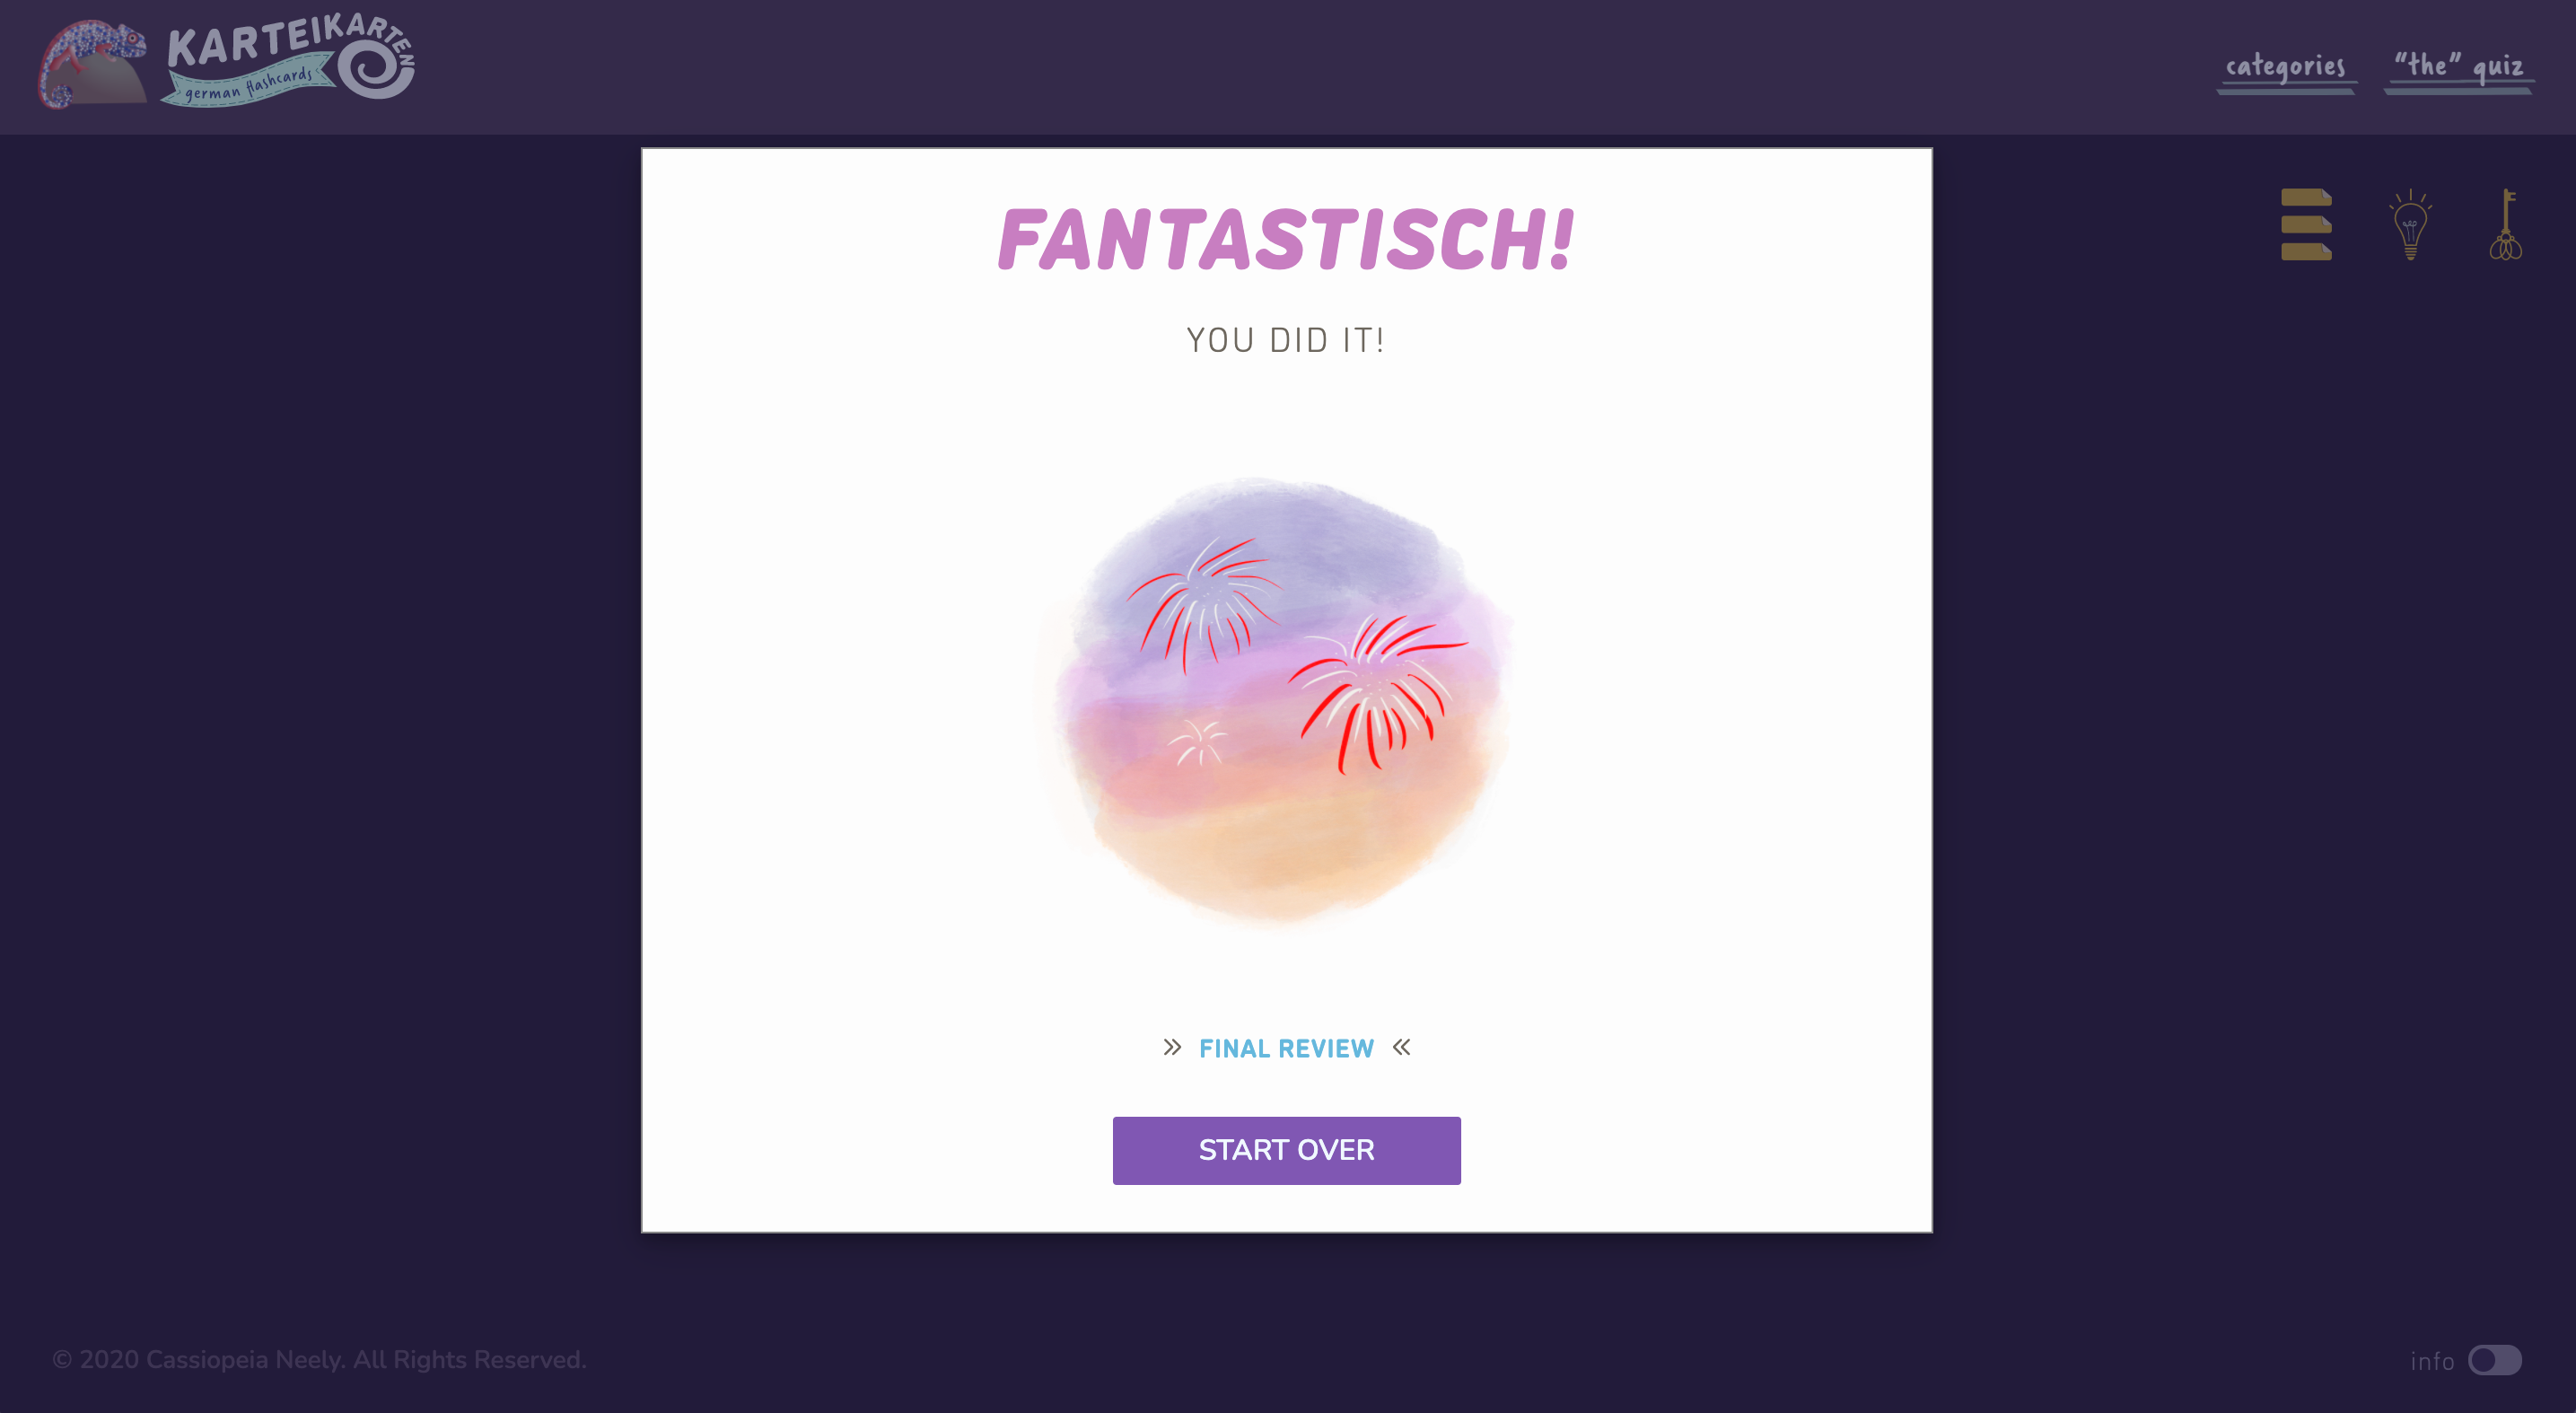 KARTEIKARTEN
german flashcards
categories
“the” quiz
FANTASTISCH!
YOU DID IT!
» FINAL REVIEW «
START OVER
© 2020 Cassiopeia Neely. All Rights Reserved.
info